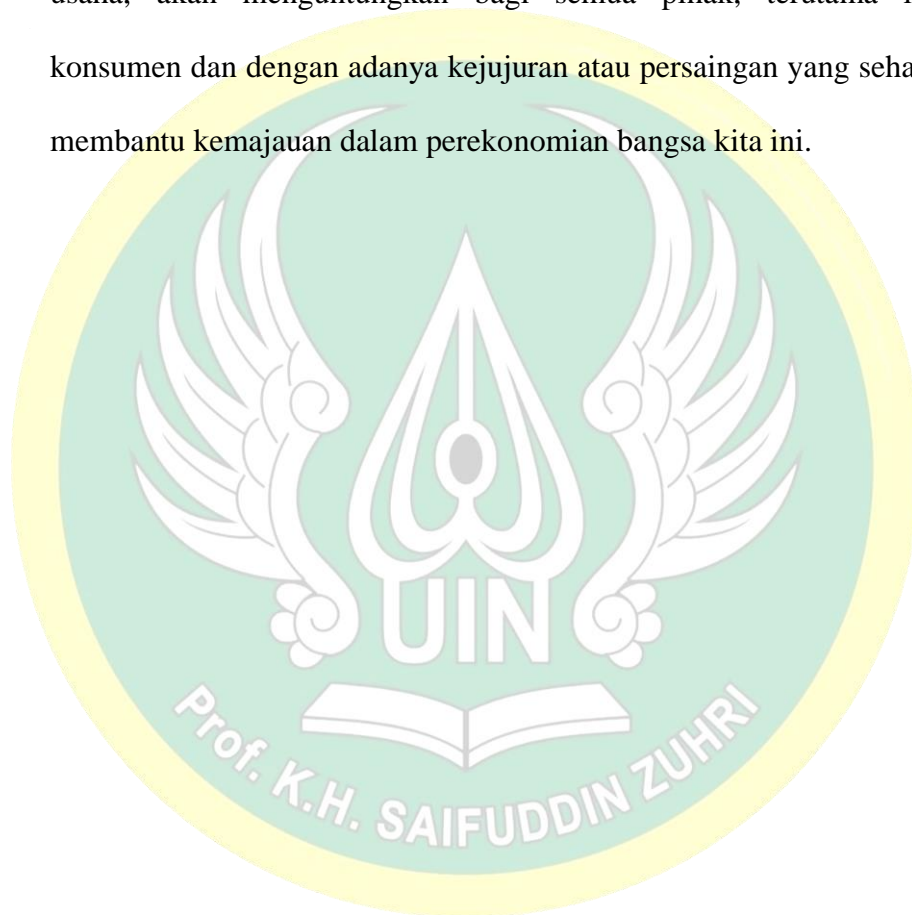 usaha, akan menguntungkan bagi semua pihak, terutama
konsumen dan dengan adanya kejujuran atau persaingan yang
membantu kemajauan dalam perekonomian bangsa kita ini.
UIN
Prof. K.H. SAIFUDDIN ZUHRI